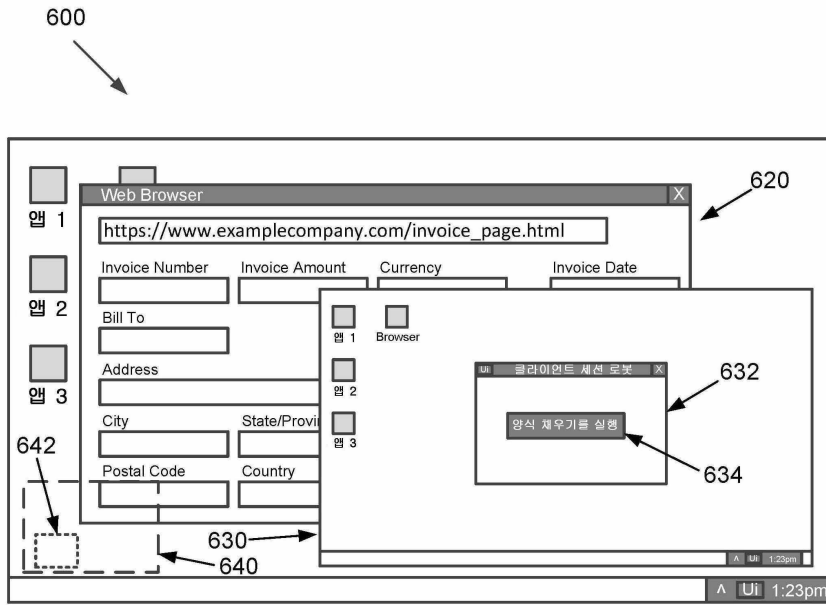 600
Web Browser X
620
앱 1
https://www.examplecompany.com/invoice_page.html
Invoice Number Invoice Amount Currency Invoice Date
앱 2
Bill To
앱 1 Browser
Address
Ui 클라이언트 세션 로봇 X
632
앱 3
앱 2
양식 채우기를 실행
City State/Provi
앱 3
634
642
Postal Code Country
630
640
^ Ui 1:23pm
^ Ui 1:23pm